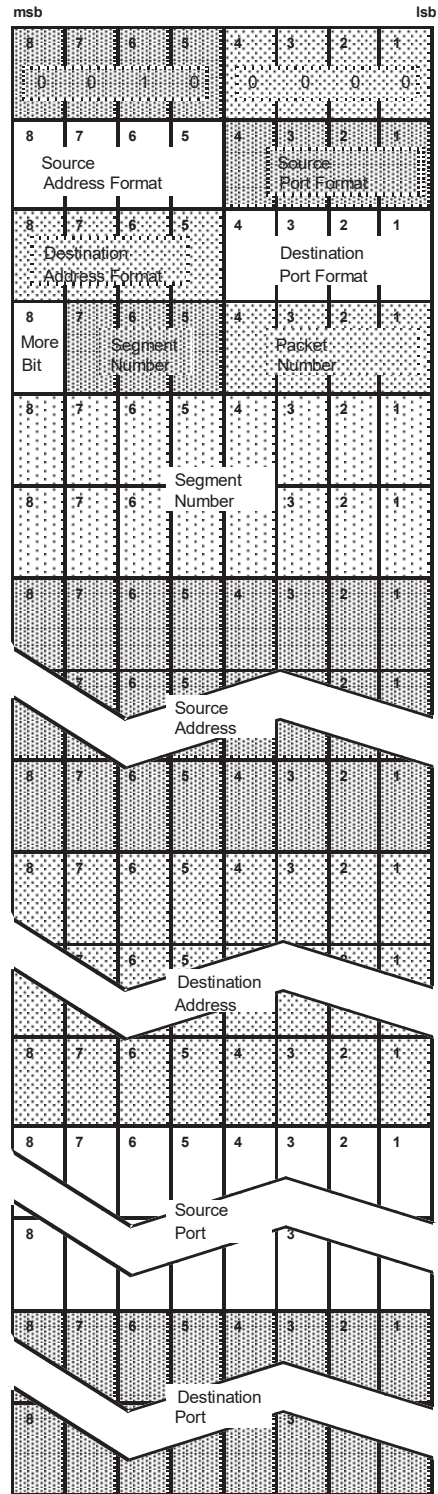 msb lsb
8 7 6 5 4 3 2 1
0 0 1 0 0 0 0 0
8 7 6 5 4 3 2 1
Source Source
Address Format Port Format
8 7 6 5 4 3 2 1
Destination Destination
Address Format Port Format
8 7 6 5 4 3 2 1
More Segment Packet
Bit Number Number
8 7 6 5 4 3 2 1
Segment
Number
8 7 6 3 2 1
8 7 6 5 4 3 2 1
7 6 5 2 1
Source
Address
8 7 6 5 4 3 2 1
8 7 6 5 4 3 2 1
7 6 5 2 1
Destination
Address
8 7 6 5 4 3 2 1
8 7 6 5 4 3 2 1
Source
Port
8 3
8 7 6 5 4 3 2 1
Destination
Port
8 3